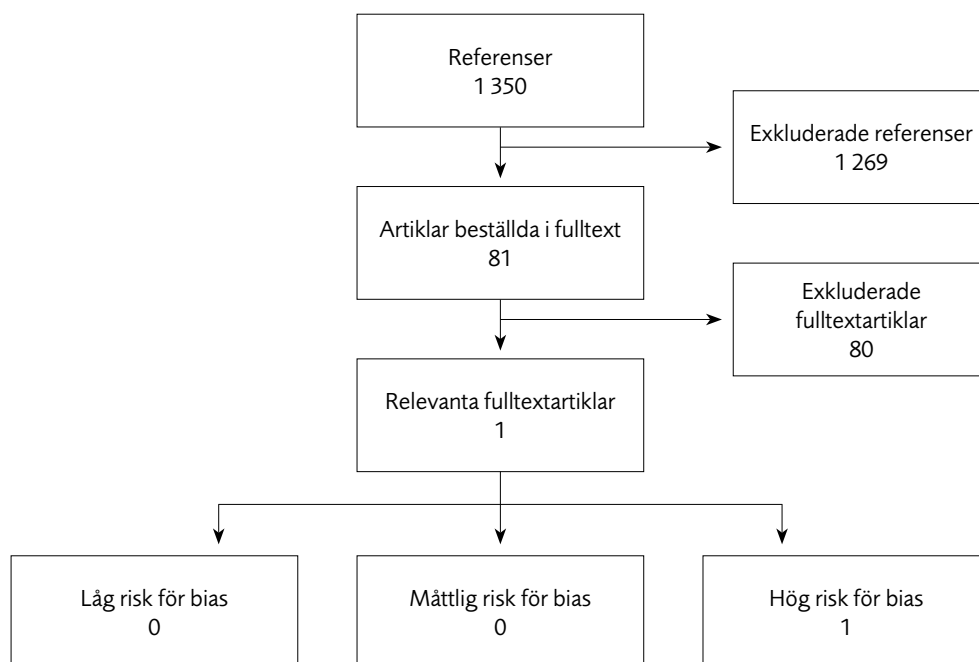 Referenser
1 350
Exkluderade referenser
1 269
Artiklar beställda i fulltext
81
Exkluderade
fulltextartiklar
80
Relevanta fulltextartiklar
1
Låg risk för bias
0
Måttlig risk för bias
0
Hög risk för bias
1